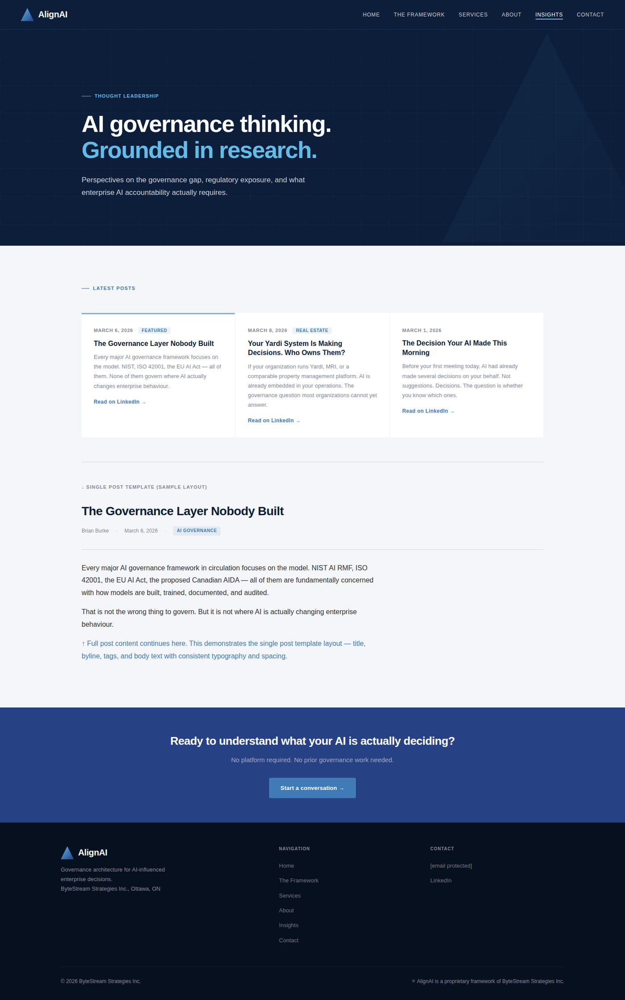 AlignAI
HOME THE FRAMEWORK SERVICES ABOUT INSIGHTS CONTACT
THOUGHT LEADERSHIP
AI governance thinking.
Grounded in research.
Perspectives on the governance gap, regulatory exposure, and what
enterprise AI accountability actually requires.
LATEST POSTS
MARCH 6, 2026 FEATURED
The Governance Layer Nobody Built
Every major AI governance framework focuses on
the model. NIST, ISO 42001, the EU AI Act — all of
them. None of them govern where AI actually
changes enterprise behaviour.
Read on LinkedIn →
MARCH 8, 2026 REAL ESTATE
Your Yardi System Is Making
Decisions. Who Owns Them?
If your organization runs Yardi, MRI, or a
comparable property management platform, AI is
already embedded in your operations. The
governance question most organizations cannot yet
answer.
Read on LinkedIn →
MARCH 1, 2026
The Decision Your AI Made This
Morning
Before your first meeting today, AI had already
made several decisions on your behalf. Not
suggestions. Decisions. The question is whether
you know which ones.
Read on LinkedIn →
↓ SINGLE POST TEMPLATE (SAMPLE LAYOUT)
The Governance Layer Nobody Built
Brian Burke · March 6, 2026 · AI GOVERNANCE
Every major AI governance framework in circulation focuses on the model. NIST AI RMF, ISO
42001, the EU AI Act, the proposed Canadian AIDA — all of them are fundamentally concerned
with how models are built, trained, documented, and audited.
That is not the wrong thing to govern. But it is not where AI is actually changing enterprise
behaviour.
↑ Full post content continues here. This demonstrates the single post template layout — title,
byline, tags, and body text with consistent typography and spacing.
Ready to understand what your AI is actually deciding?
No platform required. No prior governance work needed.
Start a conversation →
AlignAI
Governance architecture for AI-influenced
enterprise decisions.
ByteStream Strategies Inc., Ottawa, ON
NAVIGATION
Home
The Framework
Services
About
Insights
Contact
CONTACT
[email protected]
LinkedIn
© 2026 ByteStream Strategies Inc.
★ AlignAI is a proprietary framework of ByteStream Strategies Inc.